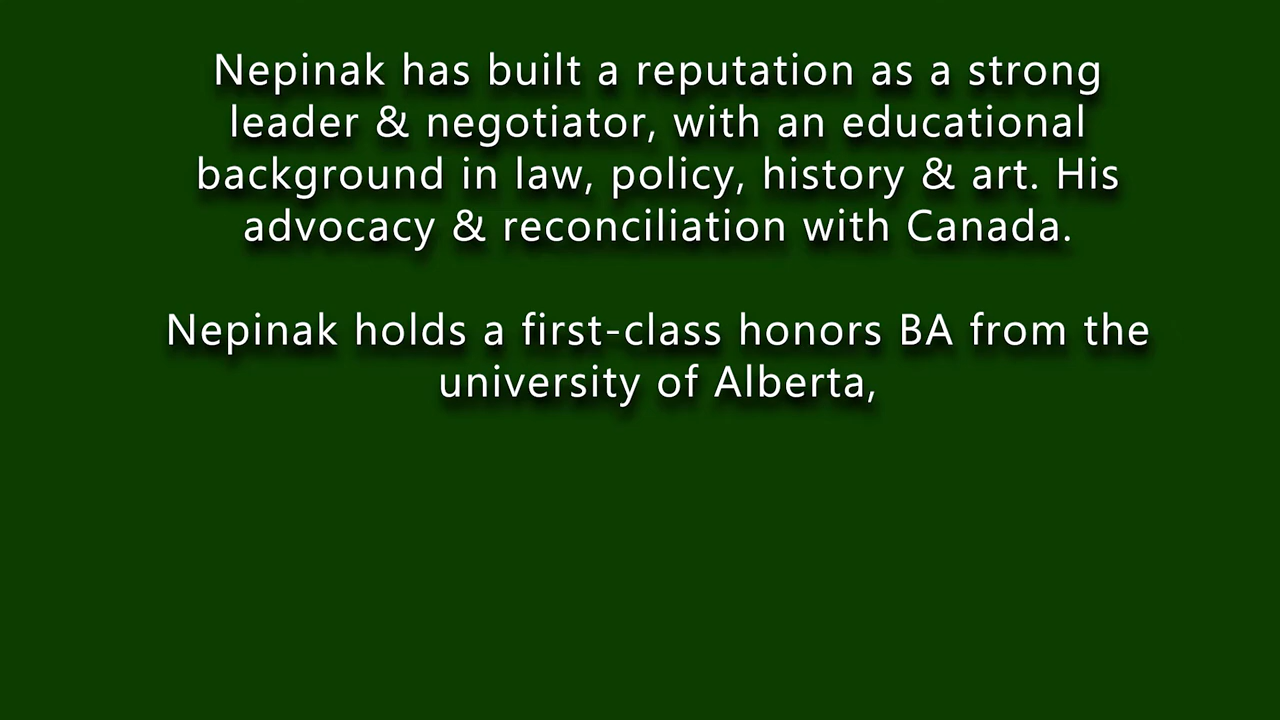 Nepinak has built a reputation as a strong
leader & negotiator, with an educational
background in law, policy, history & art. His
advocacy & reconciliation with Canada.
Nepinak holds a first-class honors BA from the
university of Alberta,